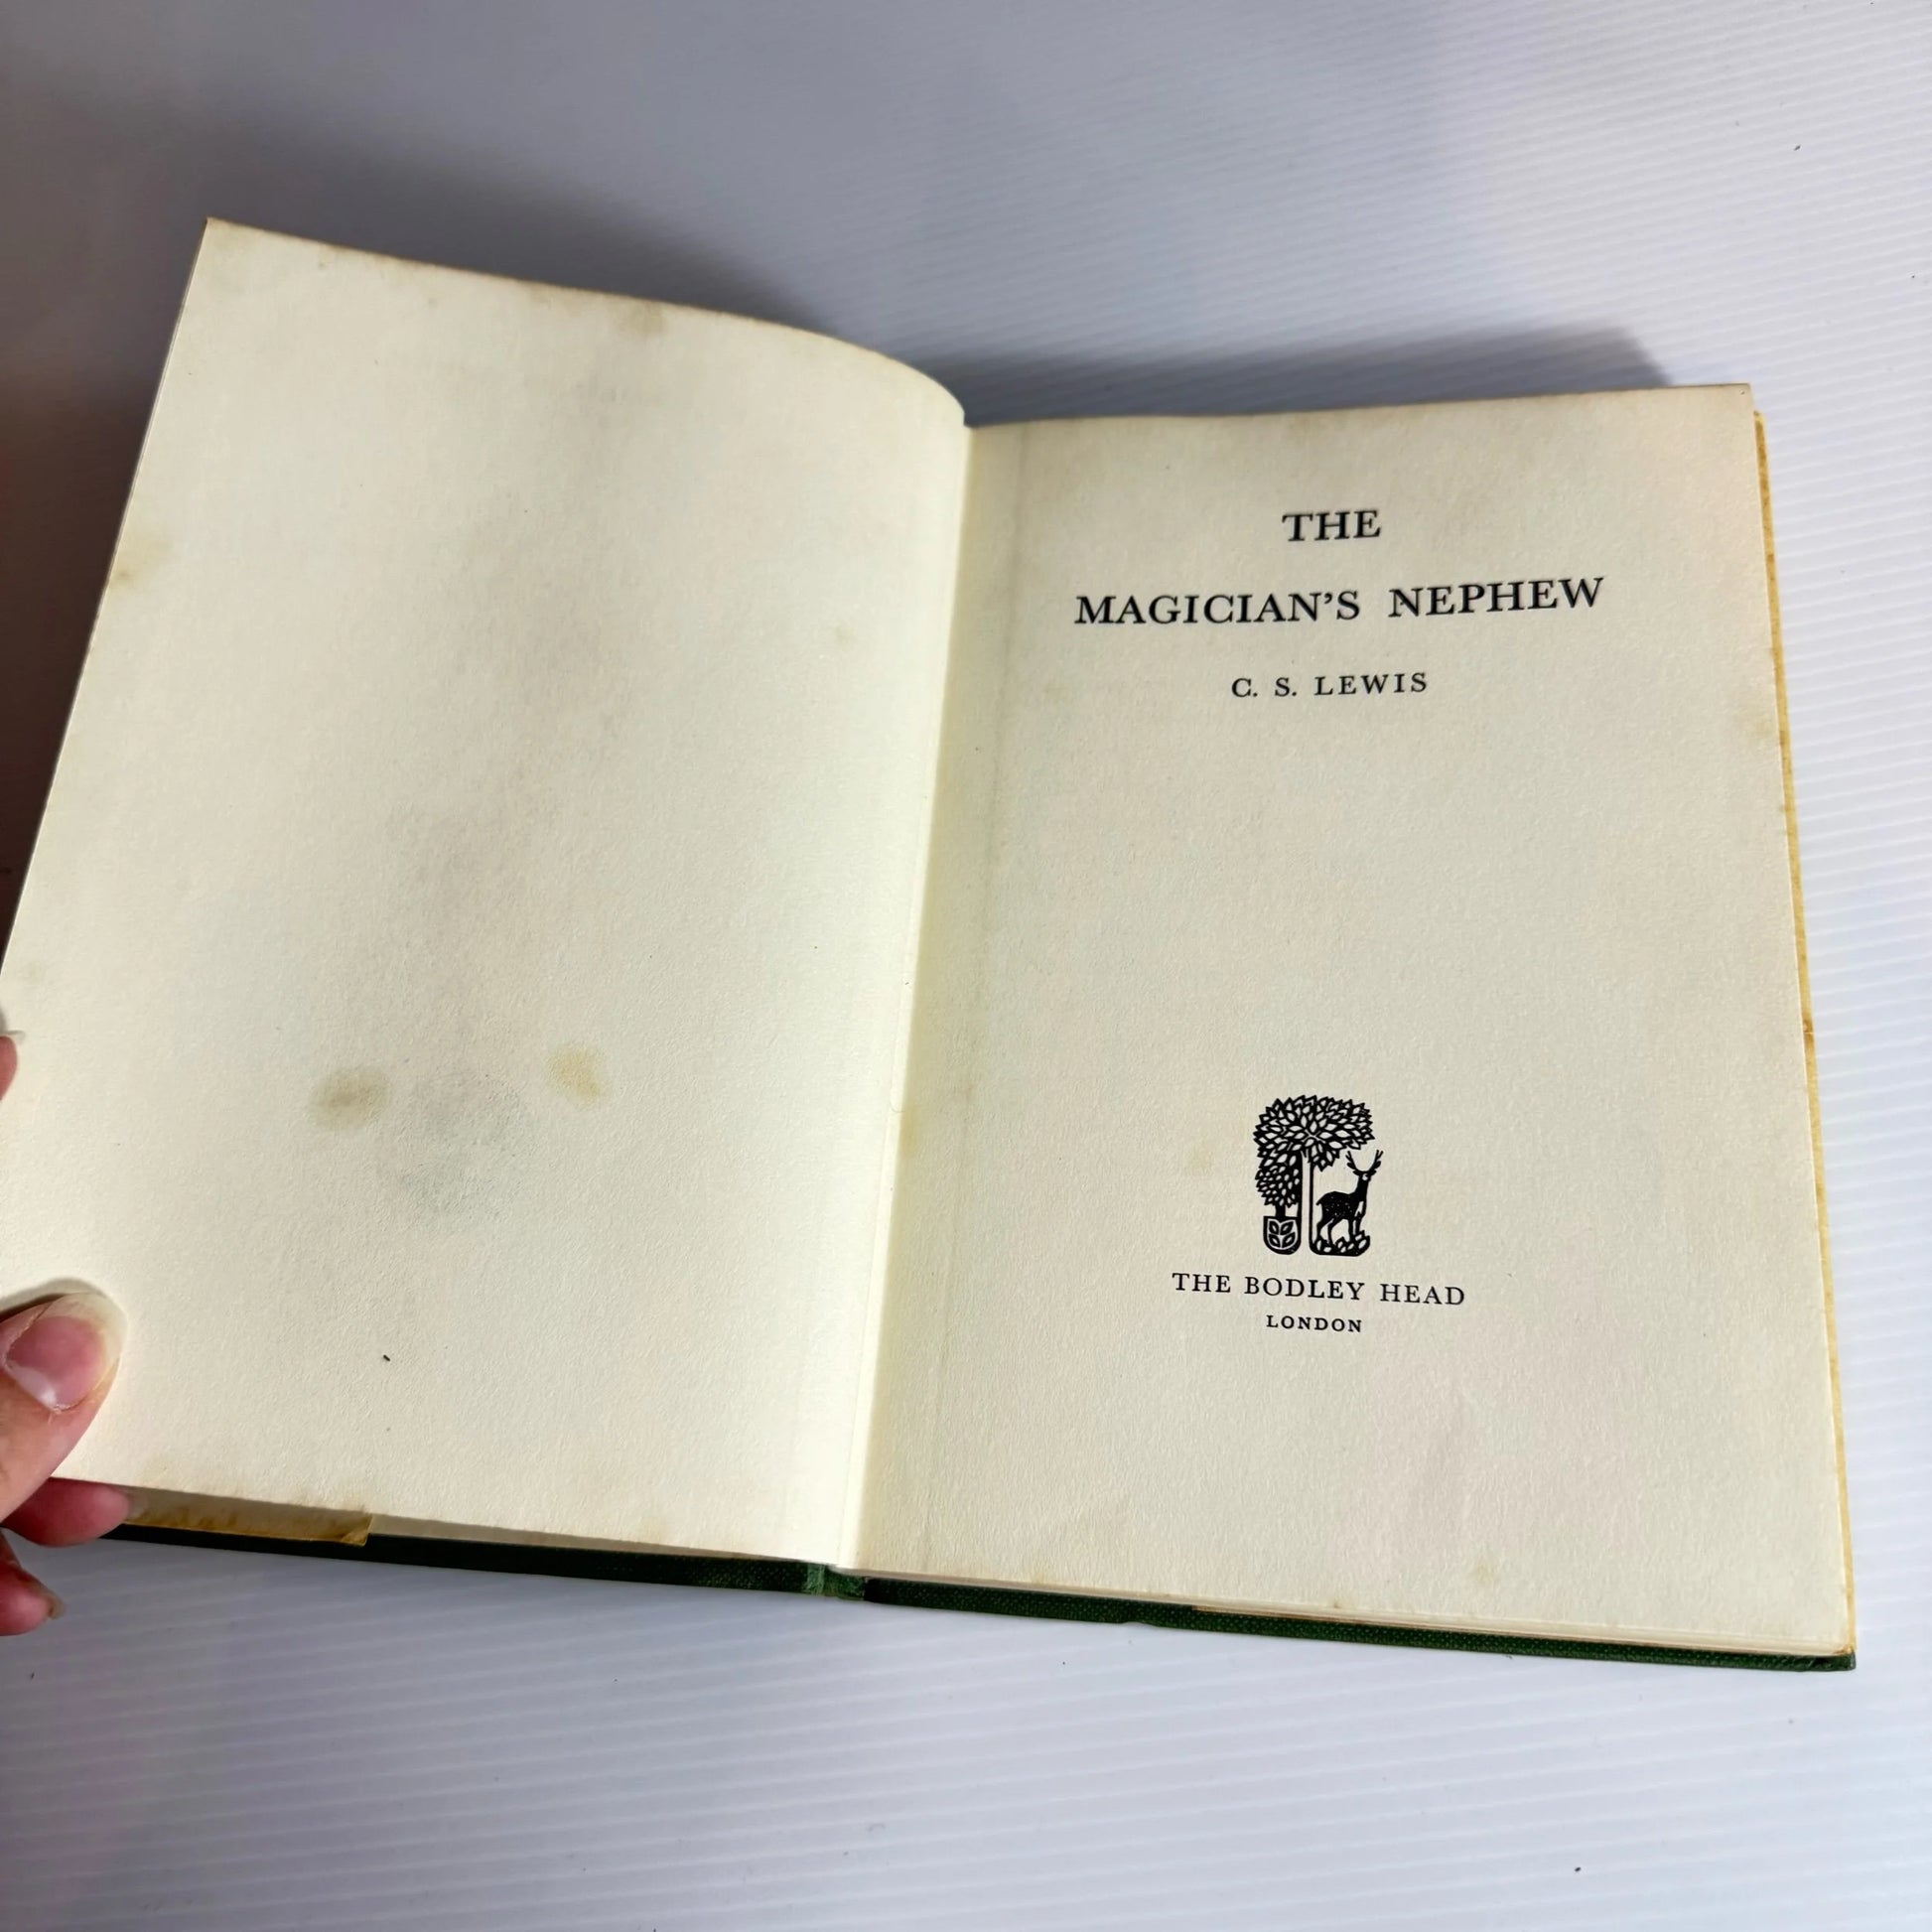 THE
MAGICIAN'S NEPHEW
C. S. LEWIS
THE BODLEY HEAD
LONDON